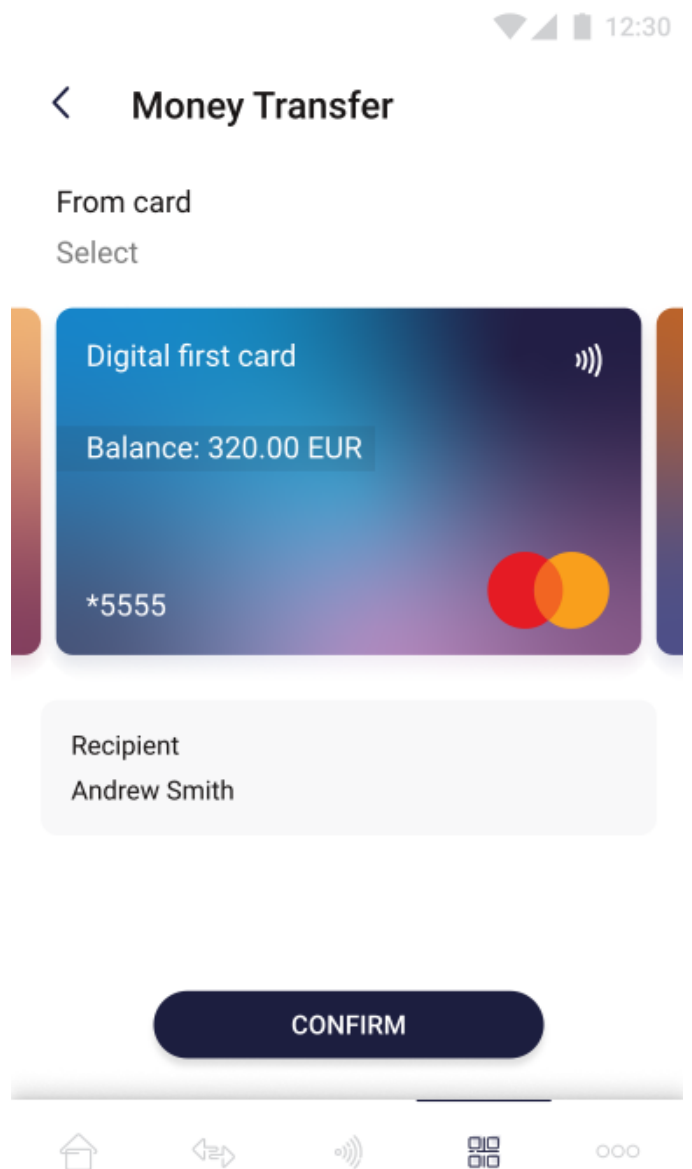 12:30
Money Transfer
From card
Select
Digital first card
Balance: 320.00 EUR
*5555
Recipient
Andrew Smith
CONFIRM